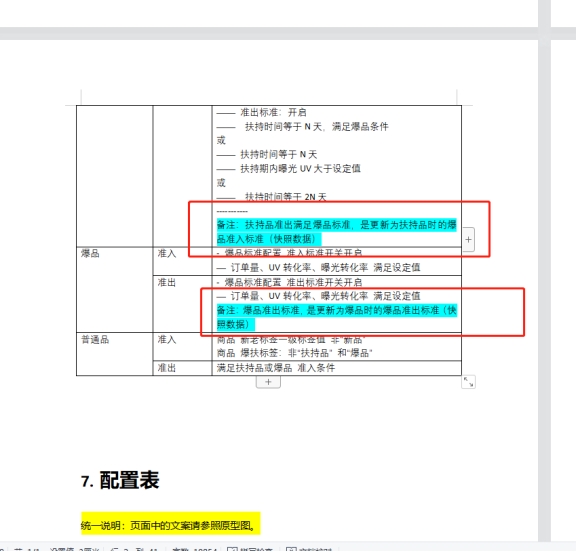 —— 准出标准：开启
—— 扶持时间等于 N 天，满足爆品条件
或
—— 扶持时间等于 N 天
—— 扶持期内曝光 UV 大于设定值
或
—— 扶持时间等于 2N 天
-----------
备注：扶持品准出满足爆品标准，是更新为扶持品时的爆
品准入标准（快照数据）
爆品 准入 - 爆品标准配置 准入标准开关开启
— 订单量、UV 转化率、曝光转化率 满足设定值
准出 - 爆品标准配置 准出标准开关开启
— 订单量、UV 转化率、曝光转化率 满足设定值
备注：爆品准出标准，是更新为爆品时的爆品准出标准（快
照数据）
普通品 准入 商品 新老标签一级标签值 非“新品”
商品 爆扶标签：非“扶持品” 和“爆品”
准出 满足扶持品或爆品 准入条件
7. 配置表
统一说明：页面中的文案请参照原型图。